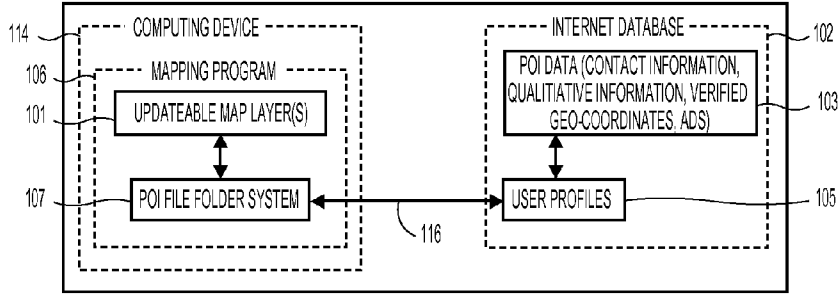 114
COMPUTING DEVICE
106
MAPPING PROGRAM
101
UPDATEABLE MAP LAYER(S)
107
POI FILE FOLDER SYSTEM
116
INTERNET DATABASE
102
POI DATA (CONTACT INFORMATION,
QUALITIATIVE INFORMATION, VERIFIED
GEO-COORDINATES, ADS)
103
USER PROFILES
105